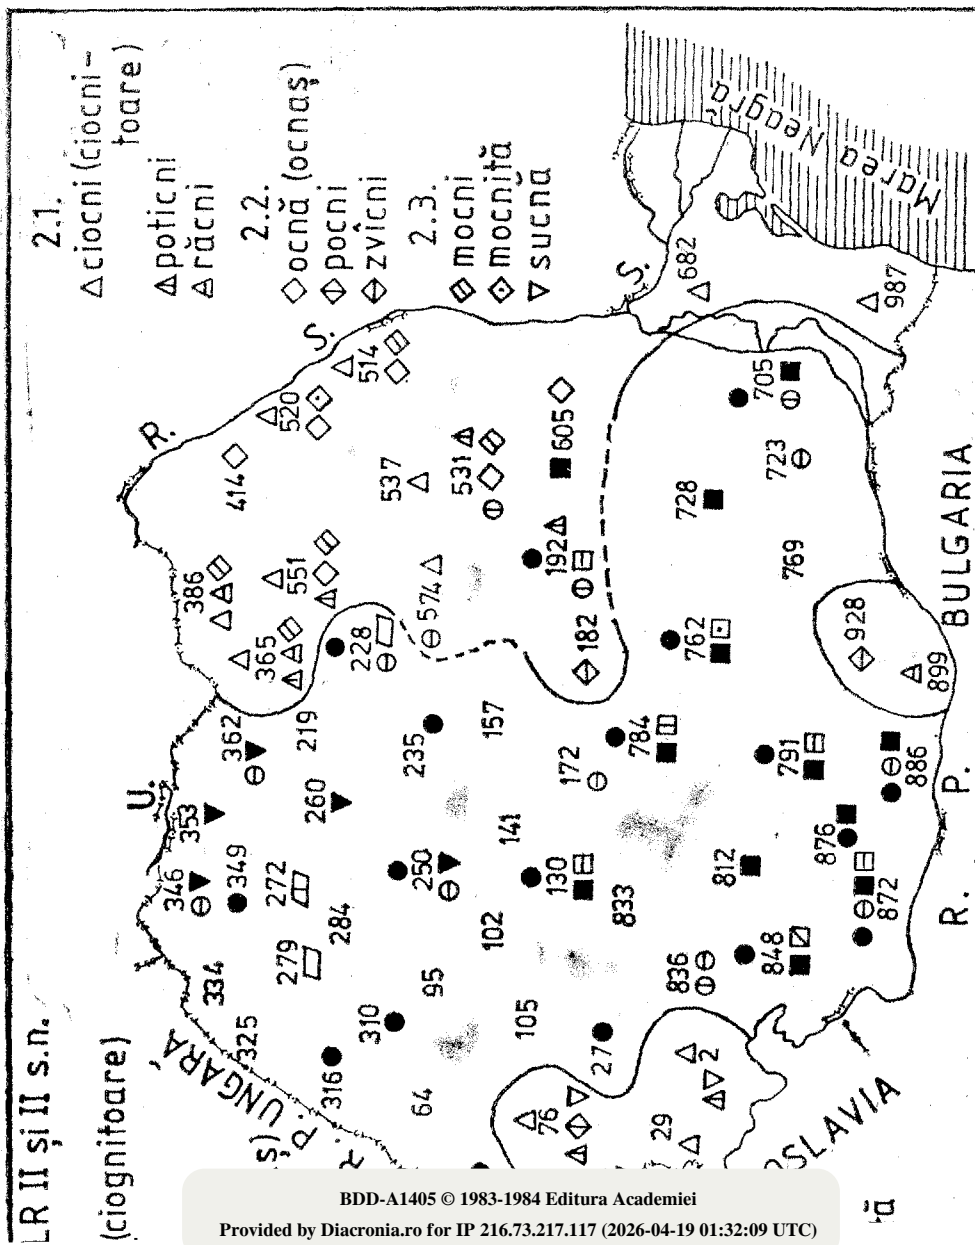 LR II și II s.n.
(ciognitoare)
2.1.
ciocni (ciocni-
toare)
poticni
răcni
2.2.
ocnă (ocnaș)
pocni
zvîcni
2.3.
mocni
mocniță
sucnă
R. P. UNGARĂ
U.
R.
S.
S.
Marea Neagră
BULGARIA
R. P.
OSLAVIA
ș)
ă
334
346
353
362
386
414
520
514
349
325
272
279
284
260
219
365
551
228
316
310
250
235
537
574
531
64
95
102
141
157
105
130
172
192
605
182
76
27
833
784
762
728
682
29
2
836
812
848
791
769
723
705
987
876
872
886
899
928
BDD-A1405 © 1983-1984 Editura Academiei
Provided by Diacronia.ro for IP 216.73.217.117 (2026-04-19 01:32:09 UTC)